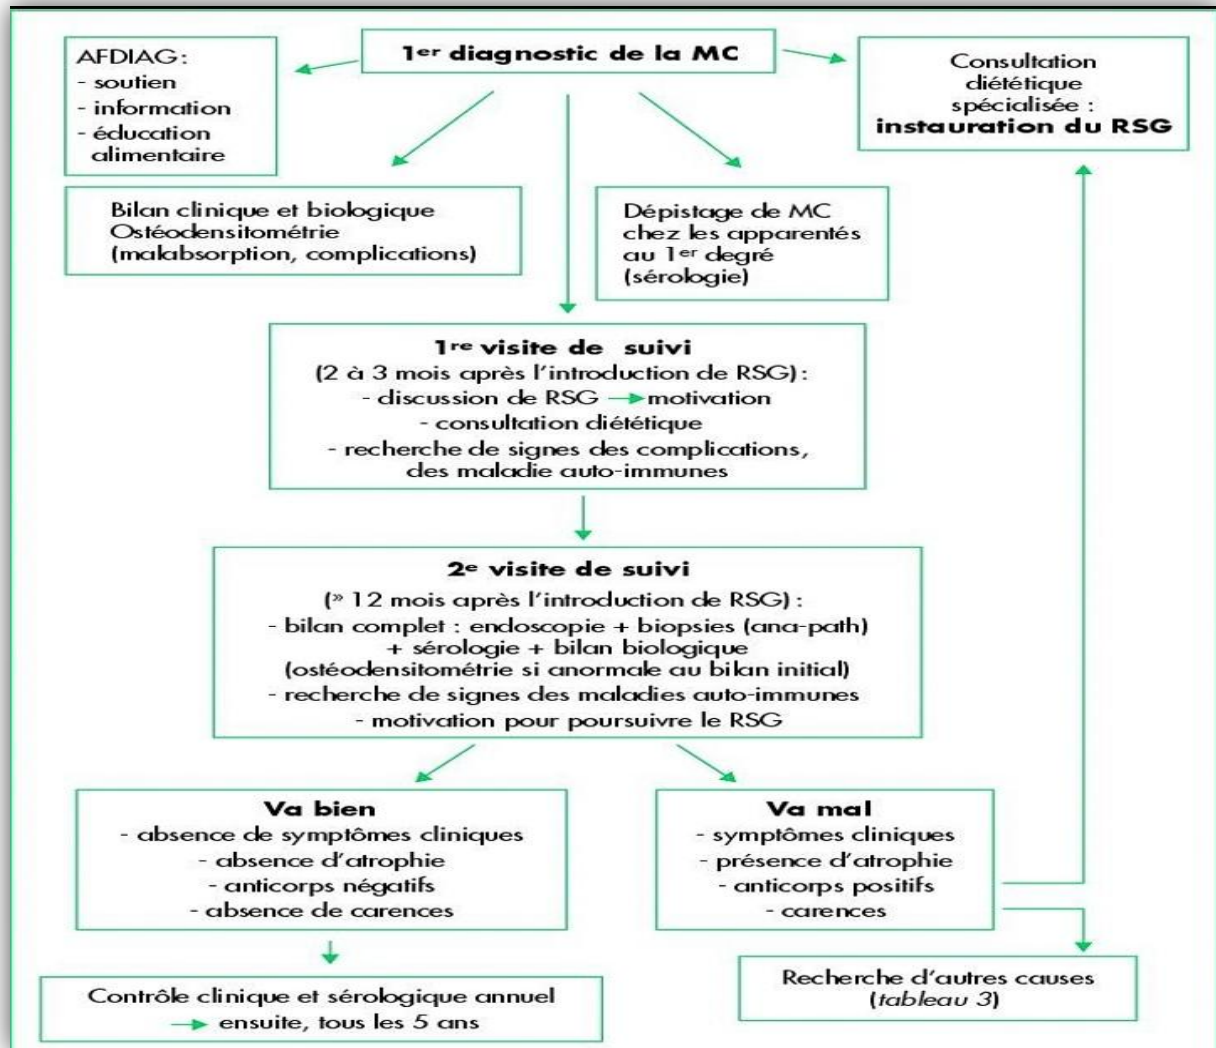 AFDIAG :
- soutien
- information
- éducation
alimentaire
1er diagnostic de la MC
Consultation
diététique
spécialisée :
instauration du RSG
Bilan clinique et biologique
Ostéodensitométrie
(malabsorption, complications)
Dépistage de MC
chez les apparentés
au 1er degré
(sérologie)
1re visite de suivi
(2 à 3 mois après l'introduction de RSG) :
- discussion de RSG → motivation
- consultation diététique
- recherche de signes des complications,
des maladie auto-immunes
2e visite de suivi
(» 12 mois après l'introduction de RSG) :
- bilan complet : endoscopie + biopsies (ana-path)
+ sérologie + bilan biologique
(ostéodensitométrie si anormale au bilan initial)
- recherche de signes des maladies auto-immunes
- motivation pour poursuivre le RSG
Va bien
- absence de symptômes cliniques
- absence d'atrophie
- anticorps négatifs
- absence de carences
Va mal
- symptômes cliniques
- présence d'atrophie
- anticorps positifs
- carences
Contrôle clinique et sérologique annuel
→ ensuite, tous les 5 ans
Recherche d'autres causes
(tableau 3)